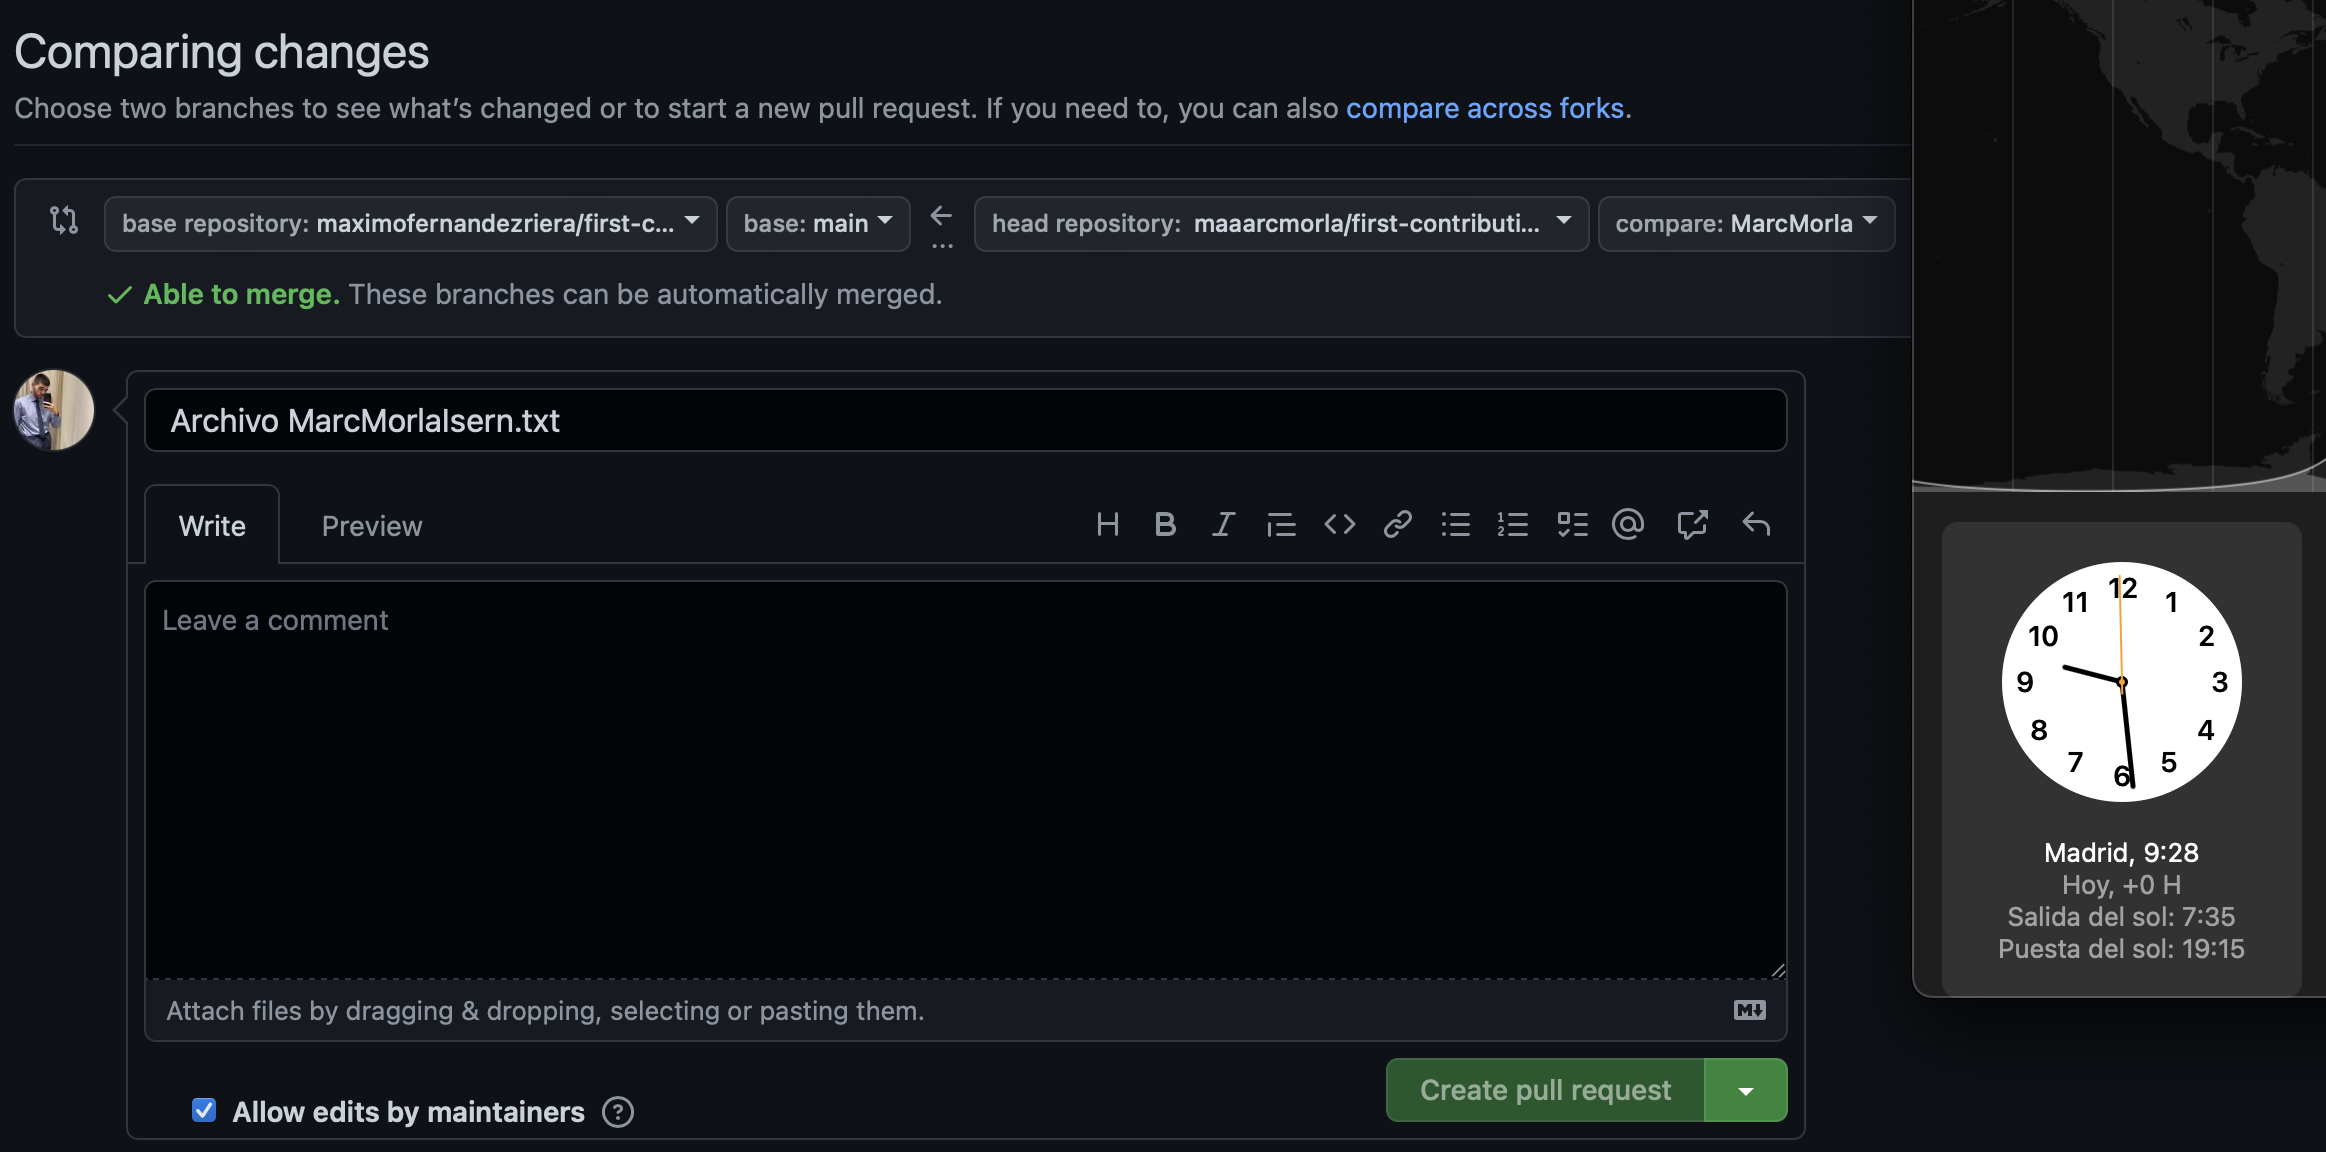 Comparing changes
Choose two branches to see what's changed or to start a new pull request. If you need to, you can also compare across forks.
base repository: maximofernandezriera/first-c... base: main ... head repository: maaarcmorla/first-contributi... compare: MarcMorla
Able to merge. These branches can be automatically merged.
Archivo MarcMorlaIsern.txt
Write Preview
Leave a comment
Attach files by dragging & dropping, selecting or pasting them.
Allow edits by maintainers
Create pull request
12
11 1
10 2
9 3
8 4
7 5
6
Madrid, 9:28
Hoy, +0 H
Salida del sol: 7:35
Puesta del sol: 19:15